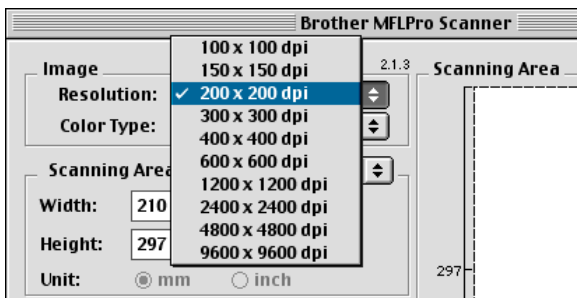 Brother MFLPro Scanner
Image
2.1.3
Resolution:
Color Type:
100 x 100 dpi
150 x 150 dpi
✓ 200 x 200 dpi
300 x 300 dpi
400 x 400 dpi
600 x 600 dpi
1200 x 1200 dpi
2400 x 2400 dpi
4800 x 4800 dpi
9600 x 9600 dpi
Scanning Area
Width: 210
Height: 297
Unit: mm inch
Scanning Area
297